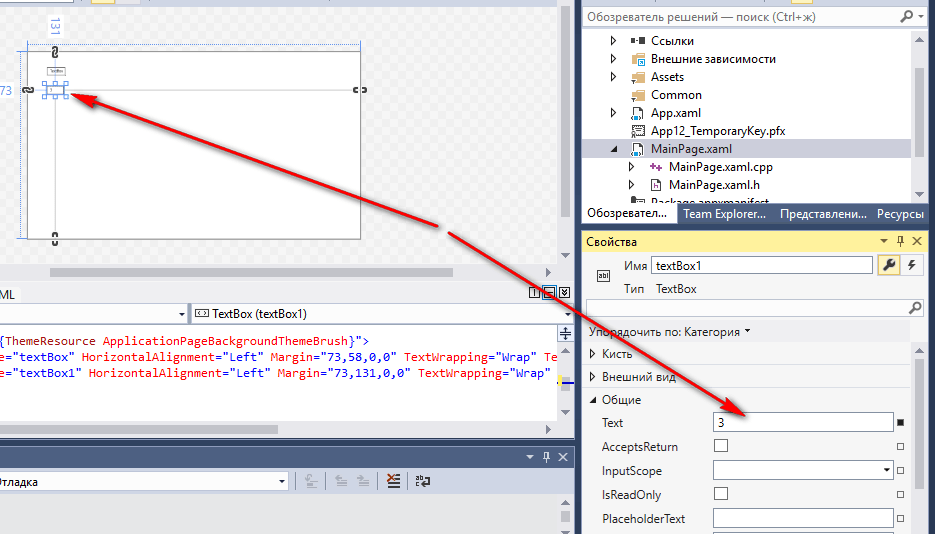 131
Обозреватель решений — поиск (Ctrl+ж)
Ссылки
Внешние зависимости
Assets
Common
App.xaml
App12_TemporaryKey.pfx
MainPage.xaml
MainPage.xaml.cpp
MainPage.xaml.h
Package.appxmanifest
Обозревател... Team Explorer... Представлени... Ресурсы
TextBox
73
Свойства
Имя textBox1
Тип TextBox
Упорядочить по: Категория
Кисть
Внешний вид
Общие
Text 3
AcceptsReturn
InputScope
IsReadOnly
PlaceholderText
ML
TextBox (textBox1)
{ThemeResource ApplicationPageBackgroundThemeBrush}">
e="textBox" HorizontalAlignment="Left" Margin="73,58,0,0" TextWrapping="Wrap" Te
e="textBox1" HorizontalAlignment="Left" Margin="73,131,0,0" TextWrapping="Wrap"
тладка